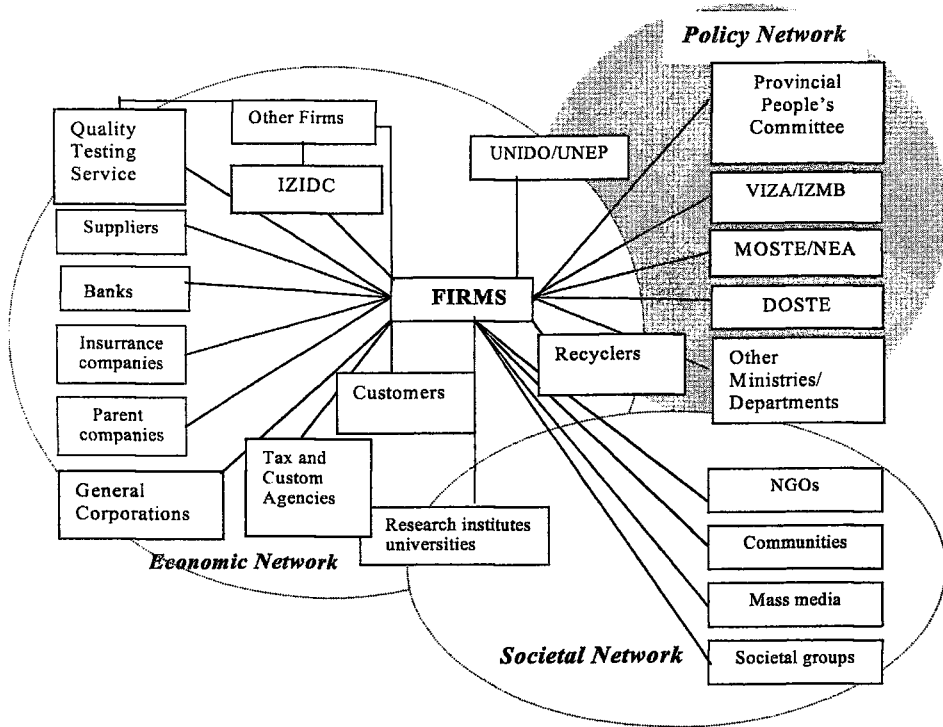 Policy Network
Provincial
People's
Committee
Other Firms
Quality
Testing
Service
UNIDO/UNEP
IZIDC
VIZA/IZMB
Suppliers
MOSTE/NEA
Banks
FIRMS
DOSTE
Insurrance
companies
Recyclers
Other
Ministries/
Departments
Customers
Parent
companies
Tax and
Custom
Agencies
General
Corporations
NGOs
Research institutes
universities
Communities
Economic Network
Mass media
Societal Network
Societal groups